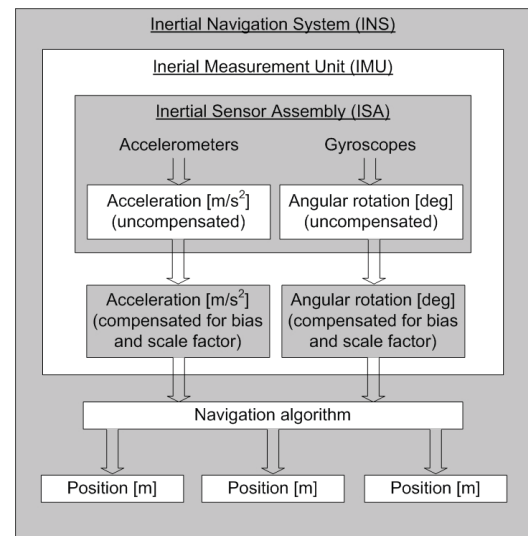 Inertial Navigation System (INS)
Inerial Measurement Unit (IMU)
Inertial Sensor Assembly (ISA)
Accelerometers
Gyroscopes
Acceleration [m/s²]
(uncompensated)
Angular rotation [deg]
(uncompensated)
Acceleration [m/s²]
(compensated for bias
and scale factor)
Angular rotation [deg]
(compensated for bias
and scale factor)
Navigation algorithm
Position [m]
Position [m]
Position [m]